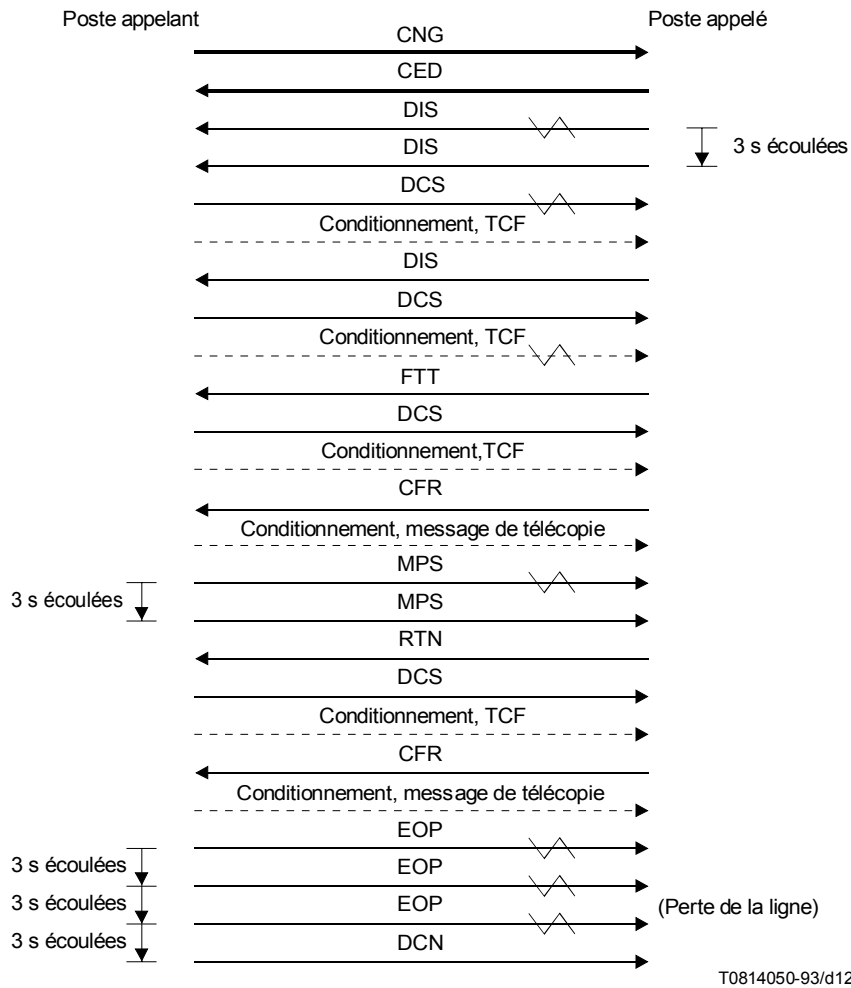 Poste appelant
Poste appelé
CNG
CED
DIS
3 s écoulées
DIS
DCS
Conditionnement, TCF
DIS
DCS
Conditionnement, TCF
FTT
DCS
Conditionnement,TCF
CFR
Conditionnement, message de télécopie
MPS
3 s écoulées
MPS
RTN
DCS
Conditionnement, TCF
CFR
Conditionnement, message de télécopie
EOP
3 s écoulées
EOP
3 s écoulées
EOP
(Perte de la ligne)
3 s écoulées
DCN
T0814050-93/d12